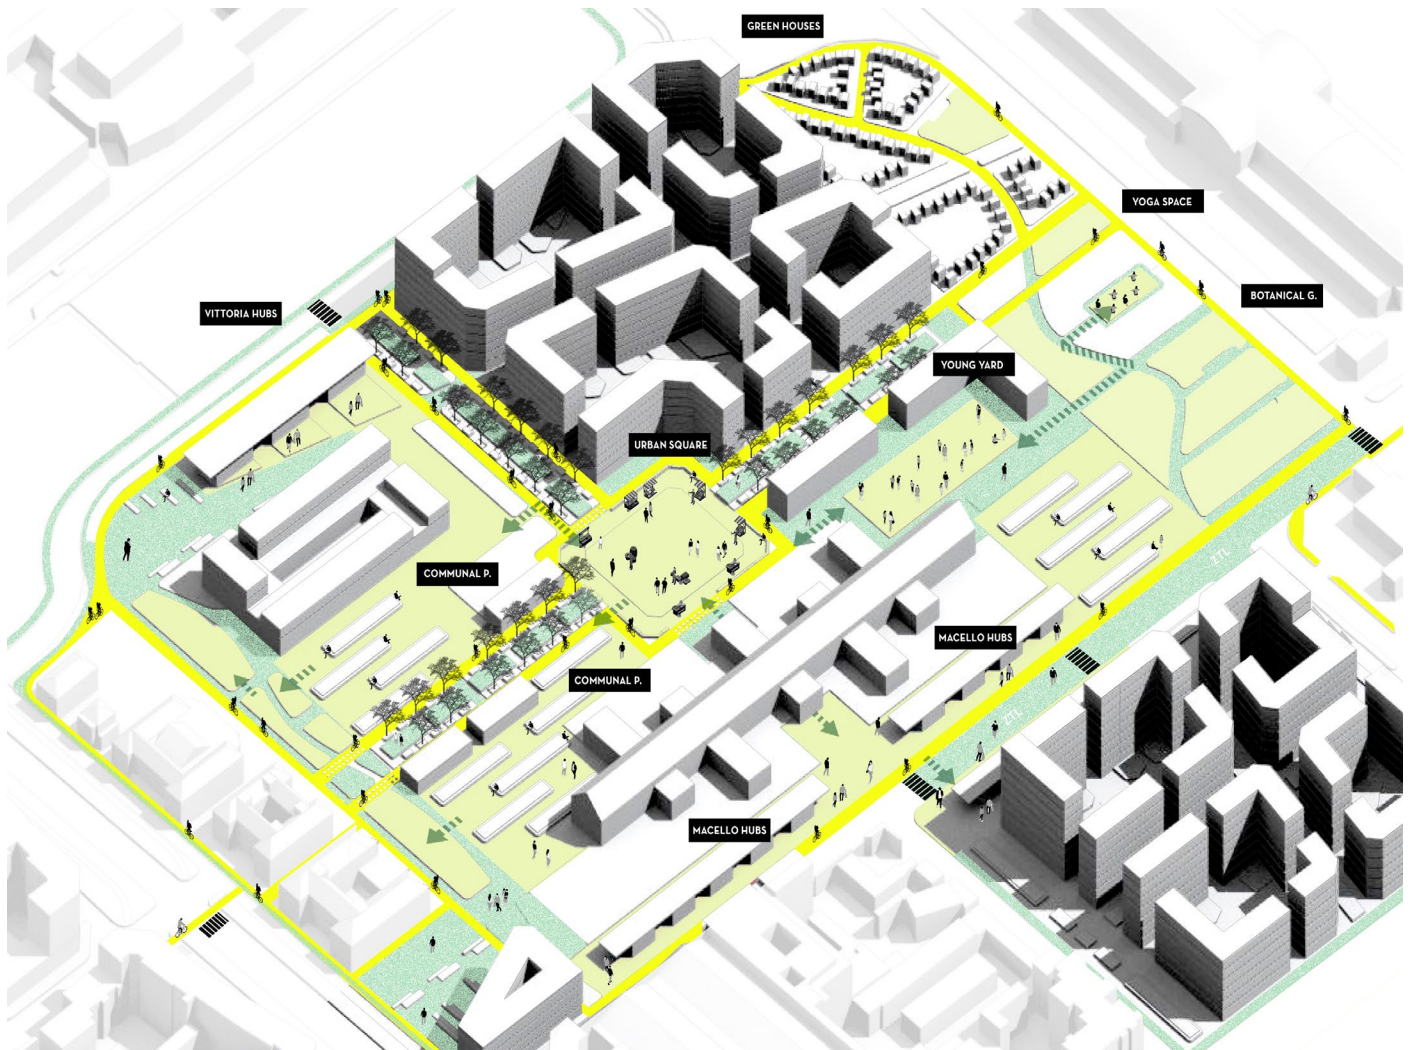 GREEN HOUSES
YOGA SPACE
BOTANICAL G.
VITTORIA HUBS
YOUNG YARD
URBAN SQUARE
ZTL
COMMUNAL P.
MACELLO HUBS
COMMUNAL P.
ZTL
MACELLO HUBS